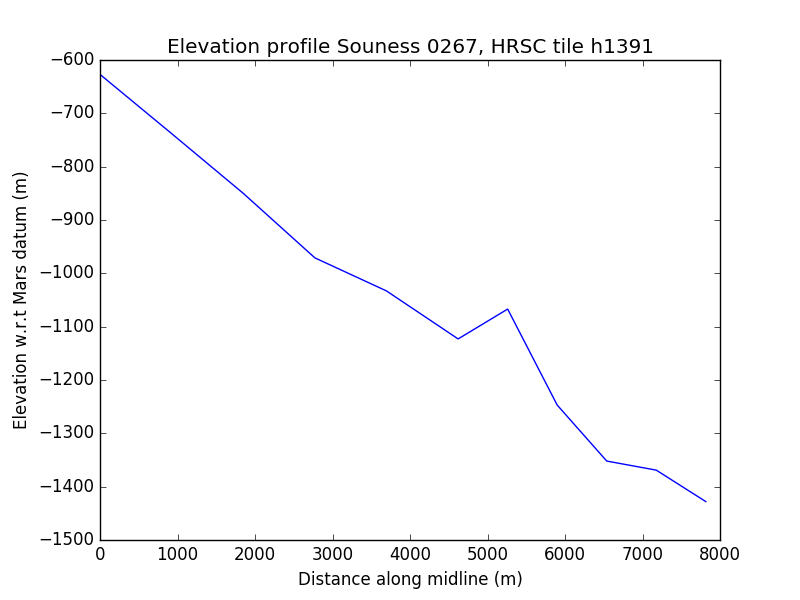 Elevation profile Souness 0267, HRSC tile h1391
−600
−700
−800
−900
−1000
−1100
−1200
−1300
−1400
−1500
Elevation w.r.t Mars datum (m)
0 1000 2000 3000 4000 5000 6000 7000 8000
Distance along midline (m)